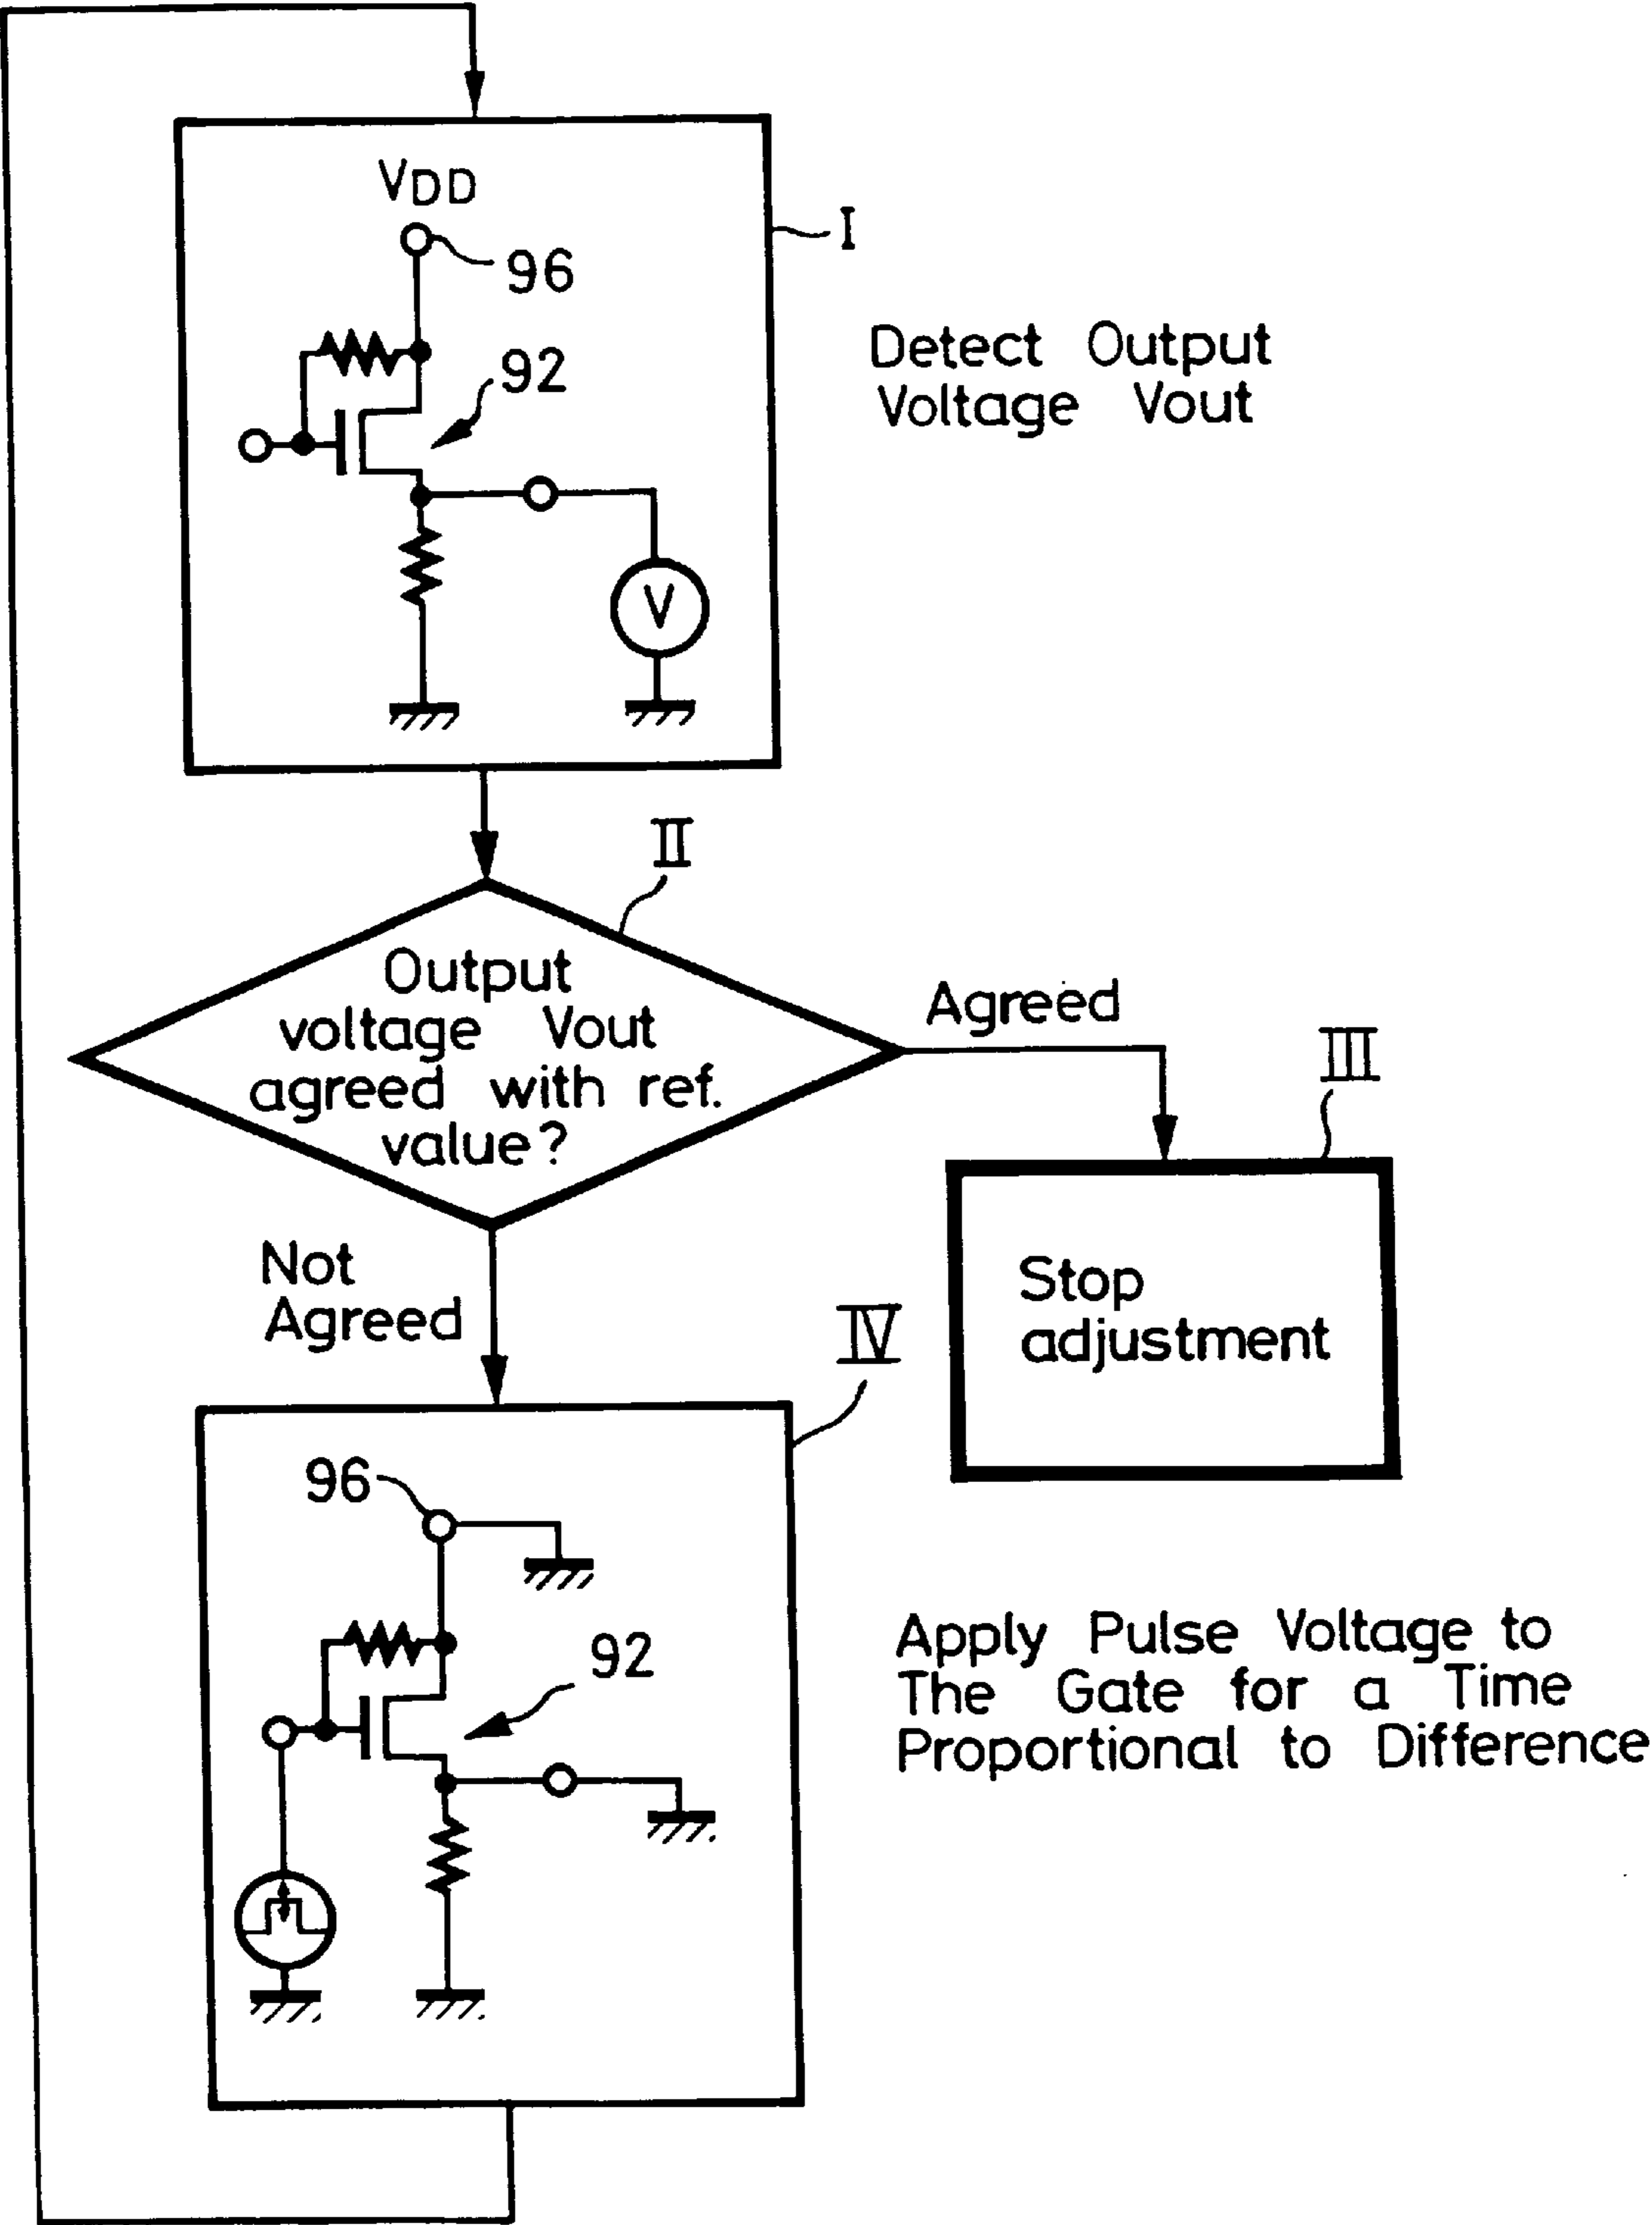 VDD
96
I
92
Detect Output
Voltage Vout
V
II
Output
voltage Vout
agreed with ref.
value?
Agreed
III
Not
Agreed
Stop
adjustment
IV
96
92
Apply Pulse Voltage to
The Gate for a Time
Proportional to Difference